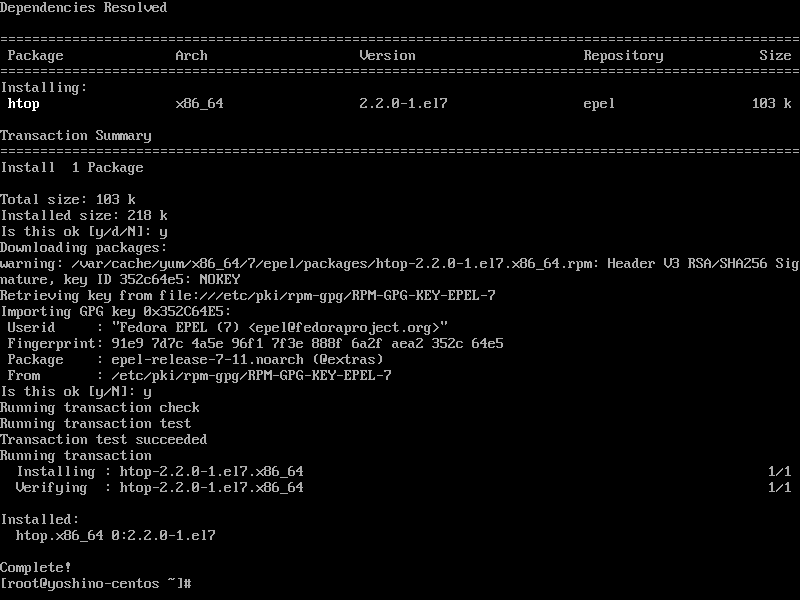 Dependencies Resolved
================================================================================
 Package              Arch                   Version                     Repository            Size
================================================================================
Installing:
 htop                 x86_64                 2.2.0-1.el7                 epel                 103 k

Transaction Summary
================================================================================
Install  1 Package

Total size: 103 k
Installed size: 218 k
Is this ok [y/d/N]: y
Downloading packages:
warning: /var/cache/yum/x86_64/7/epel/packages/htop-2.2.0-1.el7.x86_64.rpm: Header V3 RSA/SHA256 Sig
nature, key ID 352c64e5: NOKEY
Retrieving key from file:///etc/pki/rpm-gpg/RPM-GPG-KEY-EPEL-7
Importing GPG key 0x352C64E5:
 Userid     : "Fedora EPEL (7) <epel@fedoraproject.org>"
 Fingerprint: 91e9 7d7c 4a5e 96f1 7f3e 888f 6a2f aea2 352c 64e5
 Package    : epel-release-7-11.noarch (@extras)
 From       : /etc/pki/rpm-gpg/RPM-GPG-KEY-EPEL-7
Is this ok [y/N]: y
Running transaction check
Running transaction test
Transaction test succeeded
Running transaction
  Installing : htop-2.2.0-1.el7.x86_64                                                          1/1
  Verifying  : htop-2.2.0-1.el7.x86_64                                                          1/1

Installed:
  htop.x86_64 0:2.2.0-1.el7

Complete!
[root@yoshino-centos ~]#